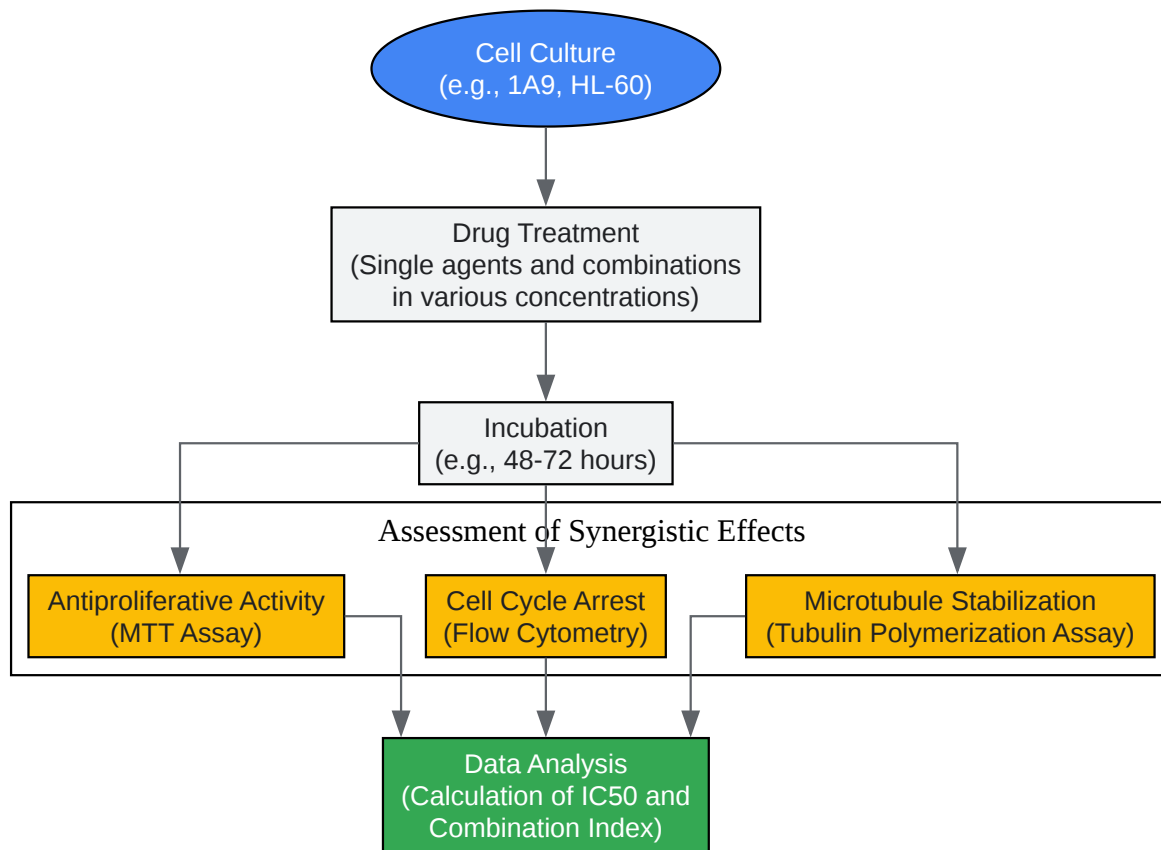 Cell Culture
(e.g., 1A9, HL-60)
Drug Treatment
(Single agents and combinations
in various concentrations)
Incubation
(e.g., 48-72 hours)
Assessment of Synergistic Effects
Antiproliferative Activity
(MTT Assay)
Cell Cycle Arrest
(Flow Cytometry)
Microtubule Stabilization
(Tubulin Polymerization Assay)
Data Analysis
(Calculation of IC50 and
Combination Index)